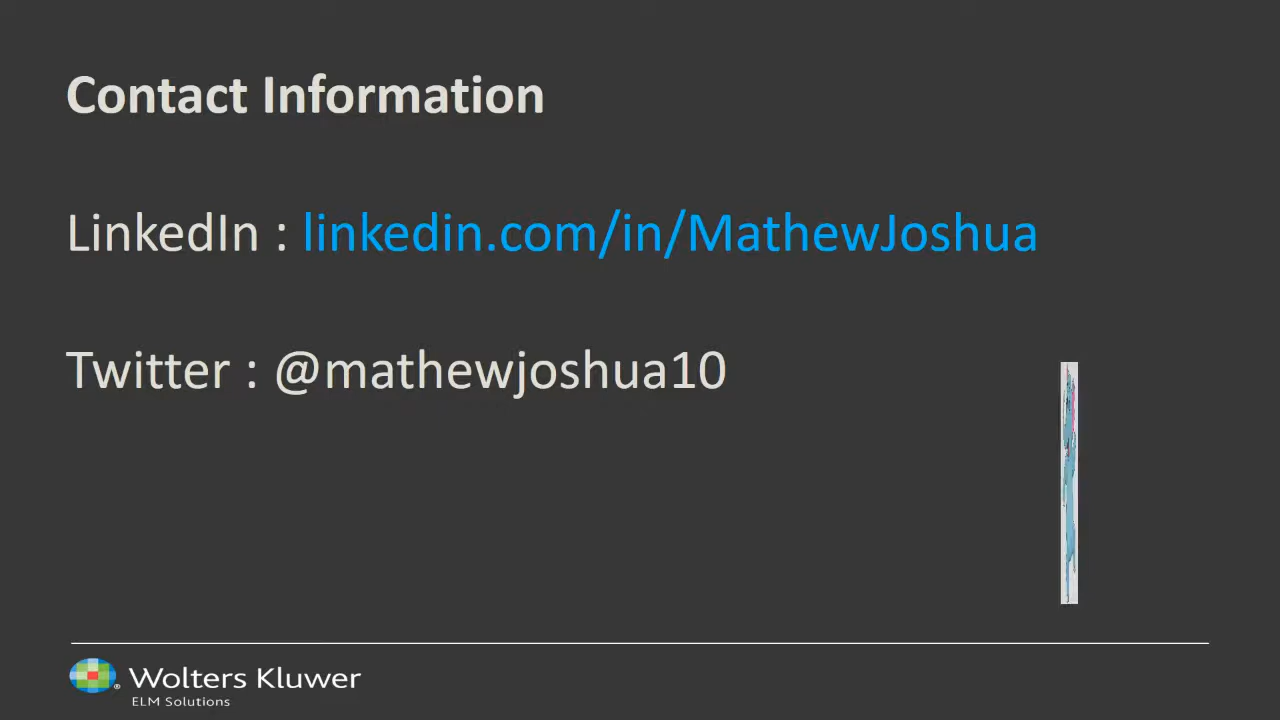 Contact Information
LinkedIn : linkedin.com/in/MathewJoshua
Twitter : @mathewjoshua10
Wolters Kluwer
ELM Solutions